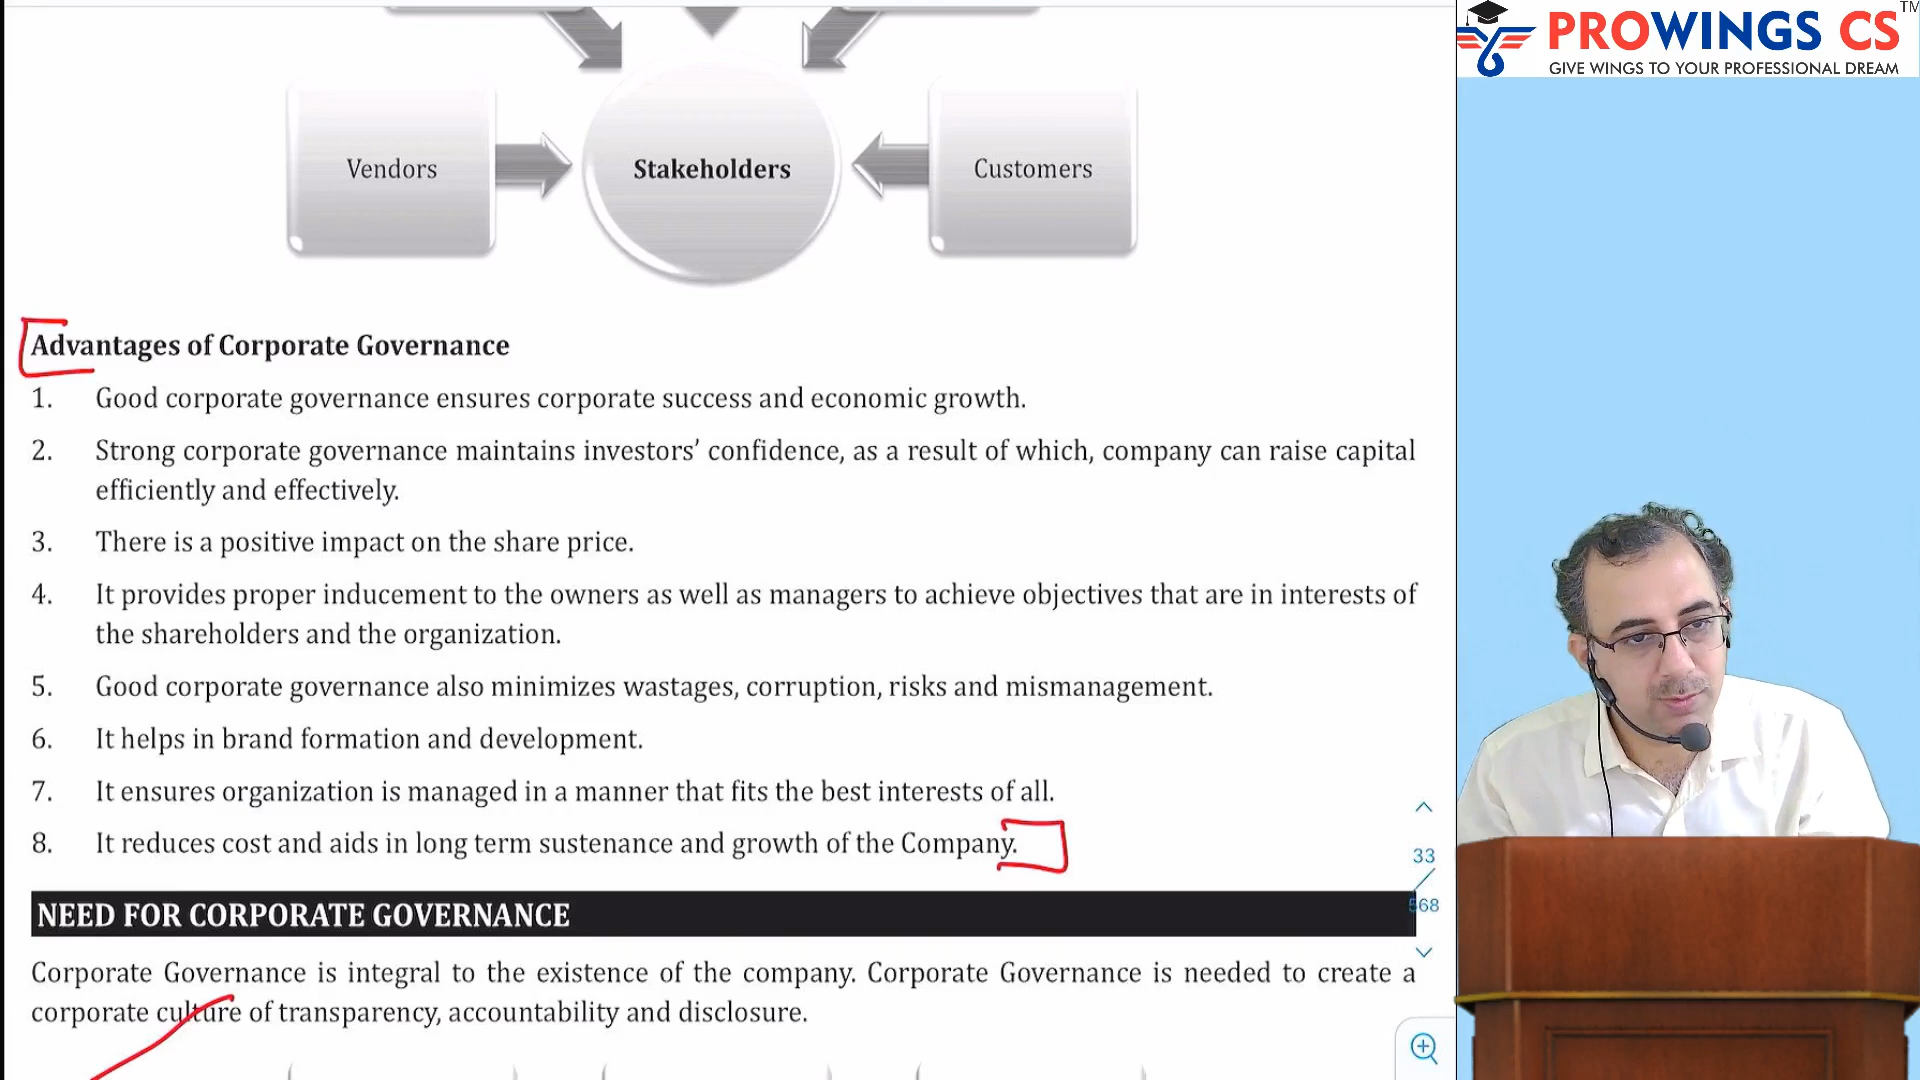 PROWINGS CS TM
GIVE WINGS TO YOUR PROFESSIONAL DREAM
Vendors
Stakeholders
Customers
Advantages of Corporate Governance
1. Good corporate governance ensures corporate success and economic growth.
2. Strong corporate governance maintains investors’ confidence, as a result of which, company can raise capital
efficiently and effectively.
3. There is a positive impact on the share price.
4. It provides proper inducement to the owners as well as managers to achieve objectives that are in interests of
the shareholders and the organization.
5. Good corporate governance also minimizes wastages, corruption, risks and mismanagement.
6. It helps in brand formation and development.
7. It ensures organization is managed in a manner that fits the best interests of all.
8. It reduces cost and aids in long term sustenance and growth of the Company.
33
568
NEED FOR CORPORATE GOVERNANCE
Corporate Governance is integral to the existence of the company. Corporate Governance is needed to create a
corporate culture of transparency, accountability and disclosure.